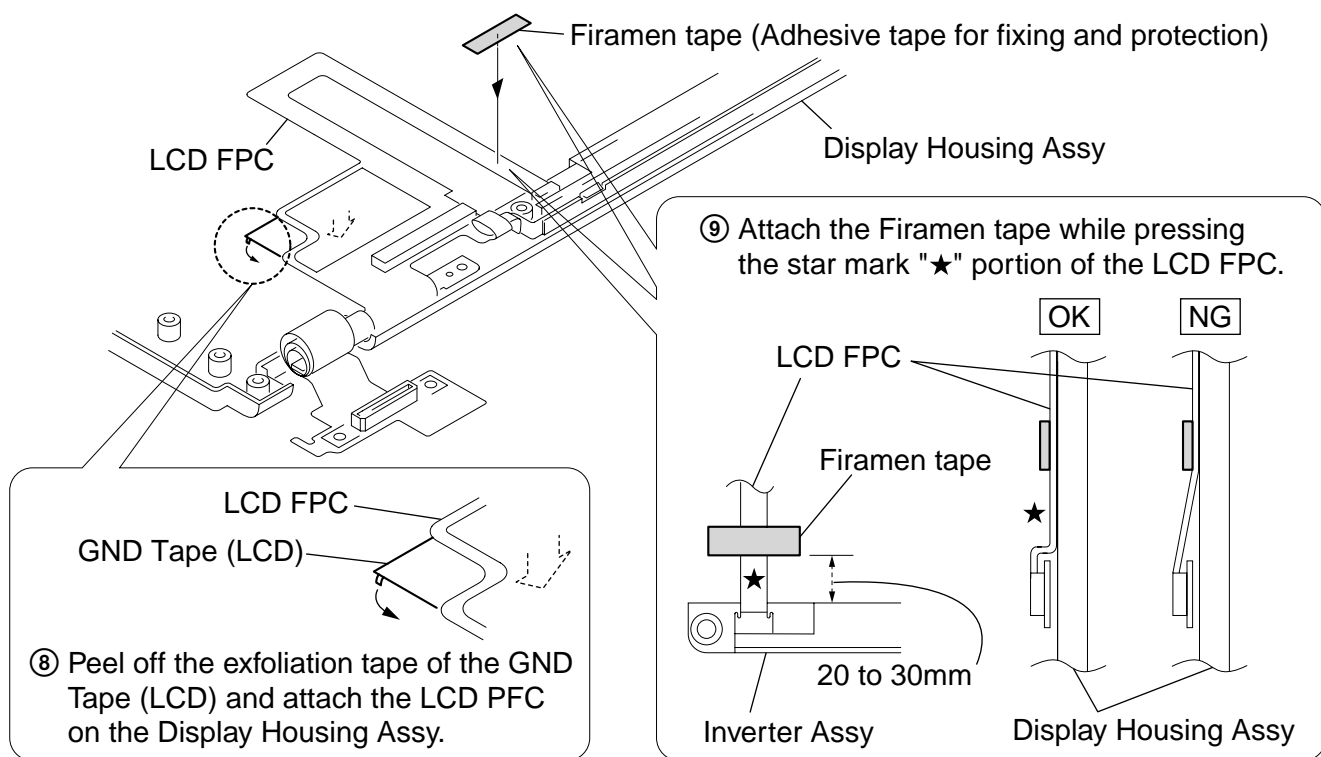 Firamen tape (Adhesive tape for fixing and protection)
LCD FPC
Display Housing Assy
⑨ Attach the Firamen tape while pressing
the star mark "★" portion of the LCD FPC.
OK
NG
LCD FPC
Firamen tape
★
★
20 to 30mm
Inverter Assy
Display Housing Assy
LCD FPC
GND Tape (LCD)
⑧ Peel off the exfoliation tape of the GND
Tape (LCD) and attach the LCD PFC
on the Display Housing Assy.